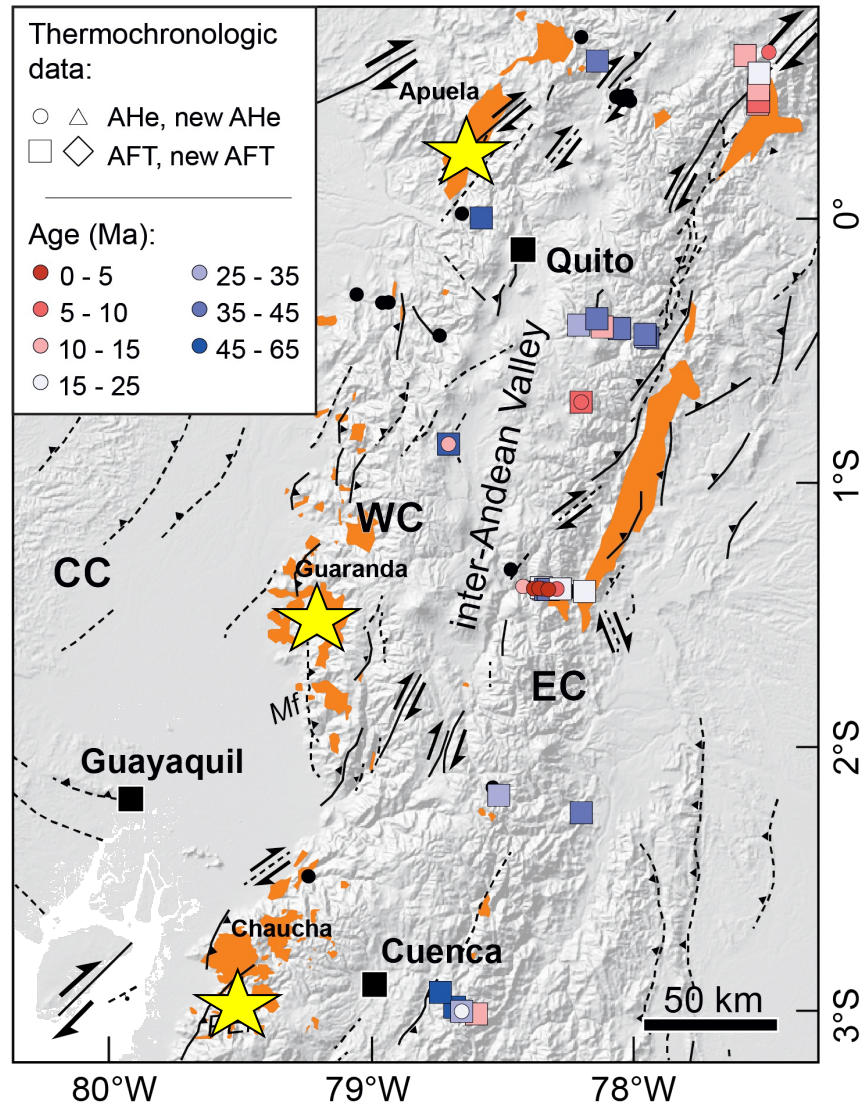 Thermochronologic
data:
AHe, new AHe
AFT, new AFT
Age (Ma):
0 - 5
5 - 10
10 - 15
15 - 25
25 - 35
35 - 45
45 - 65
Apuela
Quito
inter-Andean Valley
WC
CC
Guaranda
EC
Mf
Guayaquil
Chaucha
Cuenca
50 km
0°
1°S
2°S
3°S
80°W
79°W
78°W